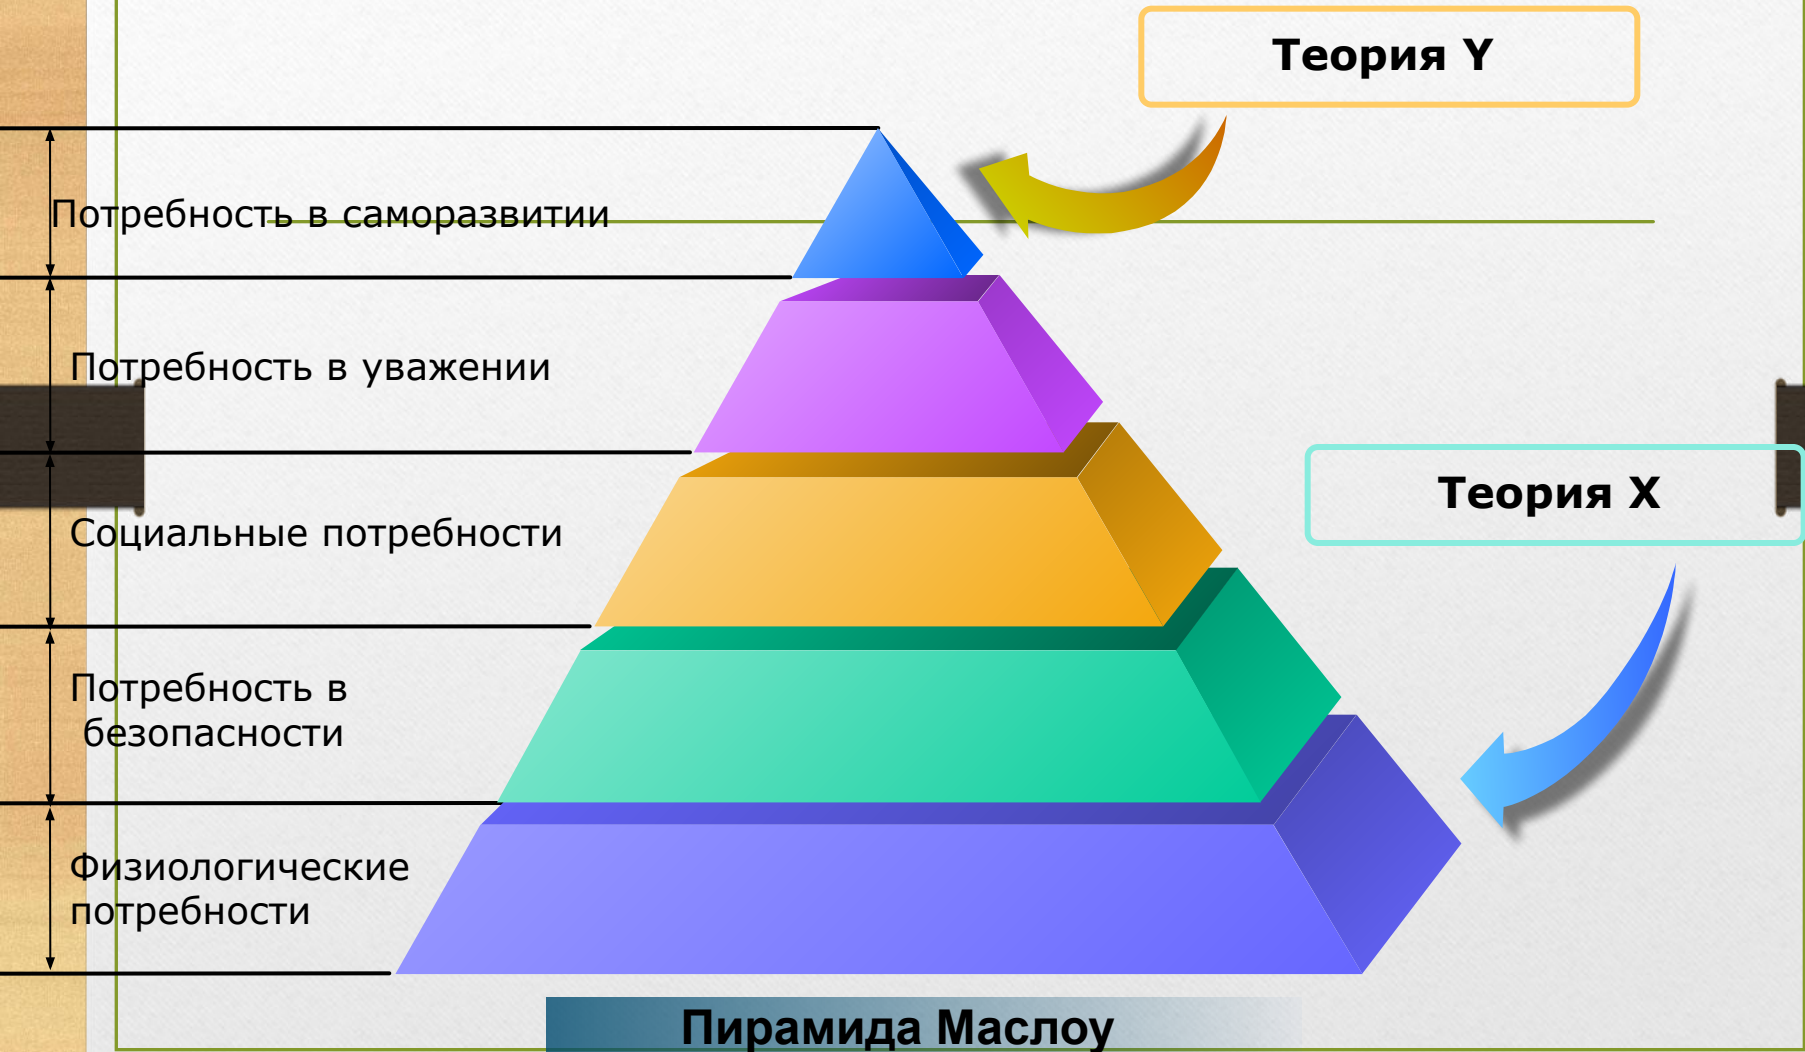 Теория Y
Потребность в саморазвитии
Потребность в уважении
Теория X
Социальные потребности
Потребность в
безопасности
Физиологические
потребности
Пирамида Маслоу